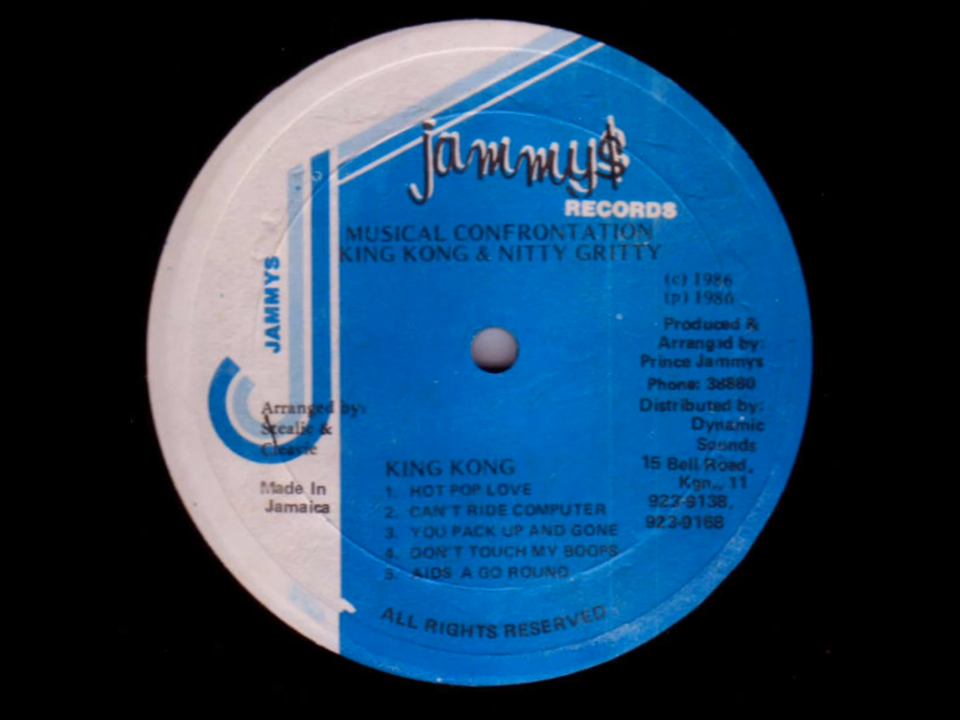 jammy$
RECORDS
MUSICAL CONFRONTATION
KING KONG & NITTY GRITTY
(c) 1986
(p) 1986
Produced &
Arrangid by:
Prince Jammys
Phone: 38860
Distributed by:
Dynamic
Sounds
15 Bell Road,
Kgn., 11
923-9138,
923-9168
JAMMYS
Arranged by:
Stealie &
Cleavie
Made In
Jamaica
KING KONG
1. HOT POP LOVE
2. CAN'T RIDE COMPUTER
3. YOU PACK UP AND GONE
4. DON'T TOUCH MY BOOPS
5. AIDS A GO ROUND
ALL RIGHTS RESERVED